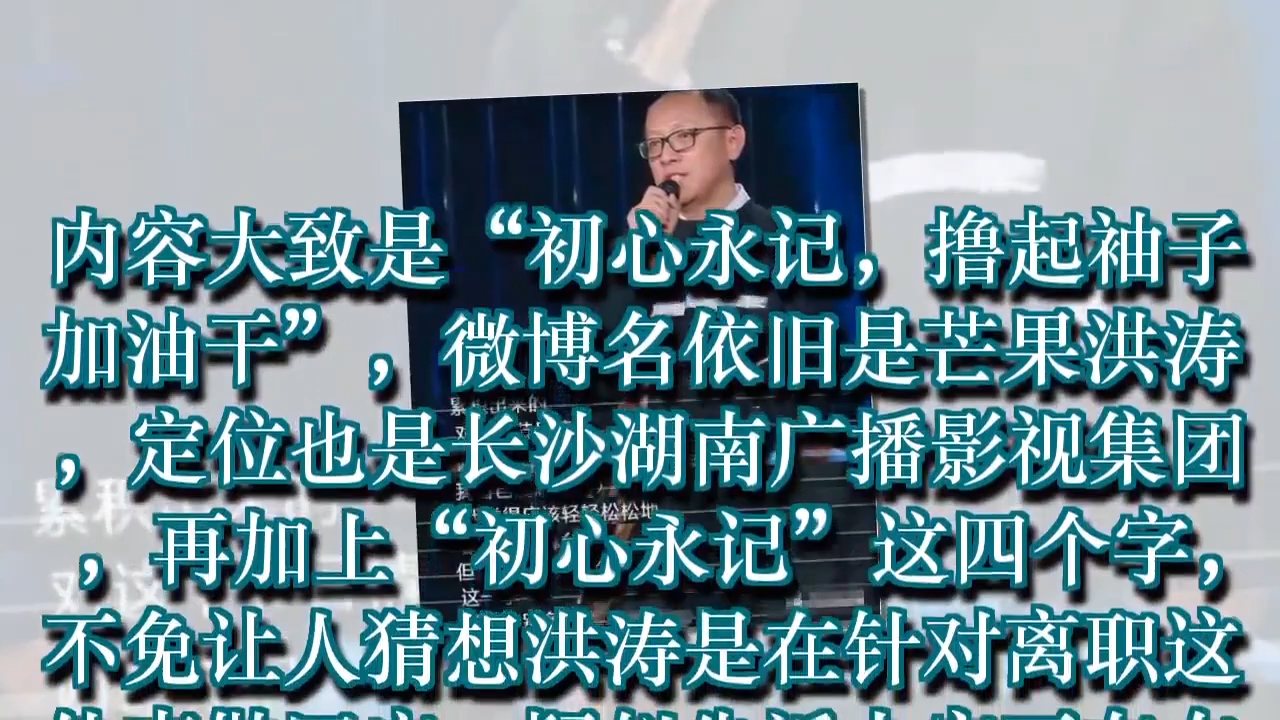 内容大致是“初心永记，撸起袖子
加油干”，微博名依旧是芒果洪涛
，定位也是长沙湖南广播影视集团
，再加上“初心永记”这四个字，
不免让人猜想洪涛是在针对离职这